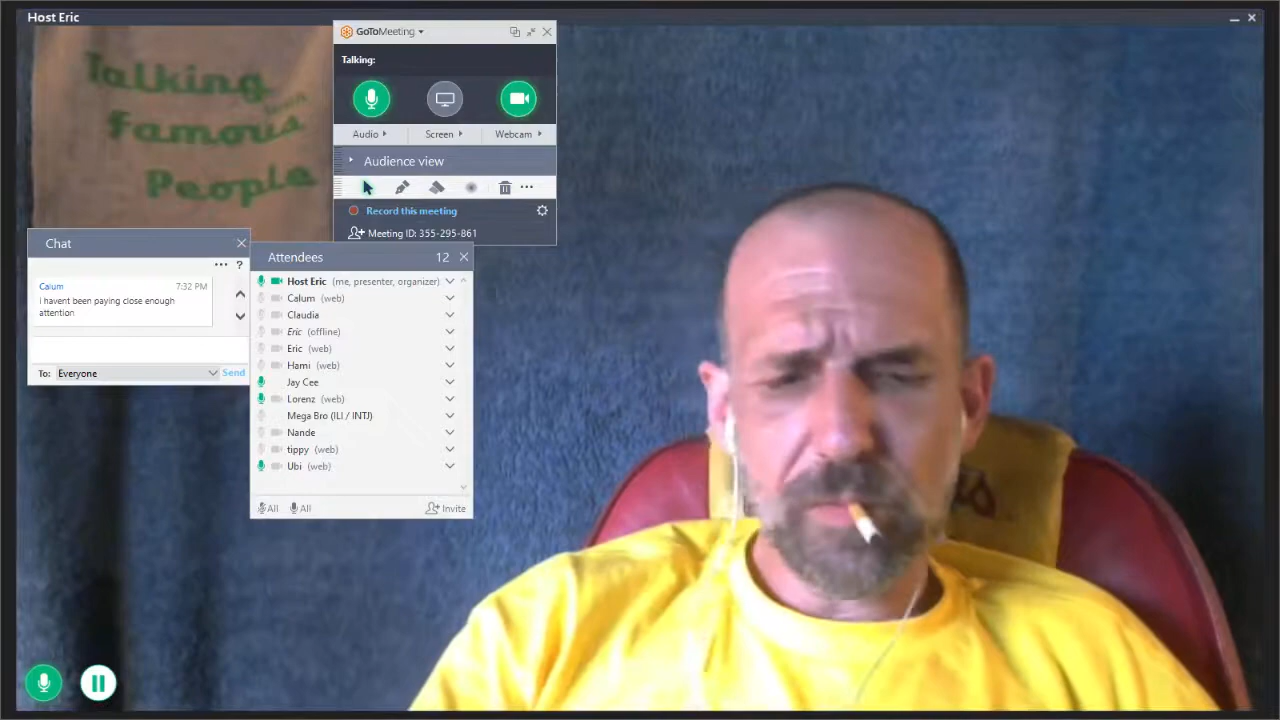 Host Eric
Talking
Famous
People
GoToMeeting
Talking:
Audio
Screen
Webcam
Audience view
Record this meeting
Meeting ID: 355-295-861
Chat
... ?
Calum 7:32 PM
i havent been paying close enough
attention
To: Everyone Send
Attendees 12
Host Eric (me, presenter, organizer)
Calum (web)
Claudia
Eric (offline)
Eric (web)
Hami (web)
Jay Cee
Lorenz (web)
Mega Bro (ILI / INTJ)
Nande
tippy (web)
Ubi (web)
All All Invite